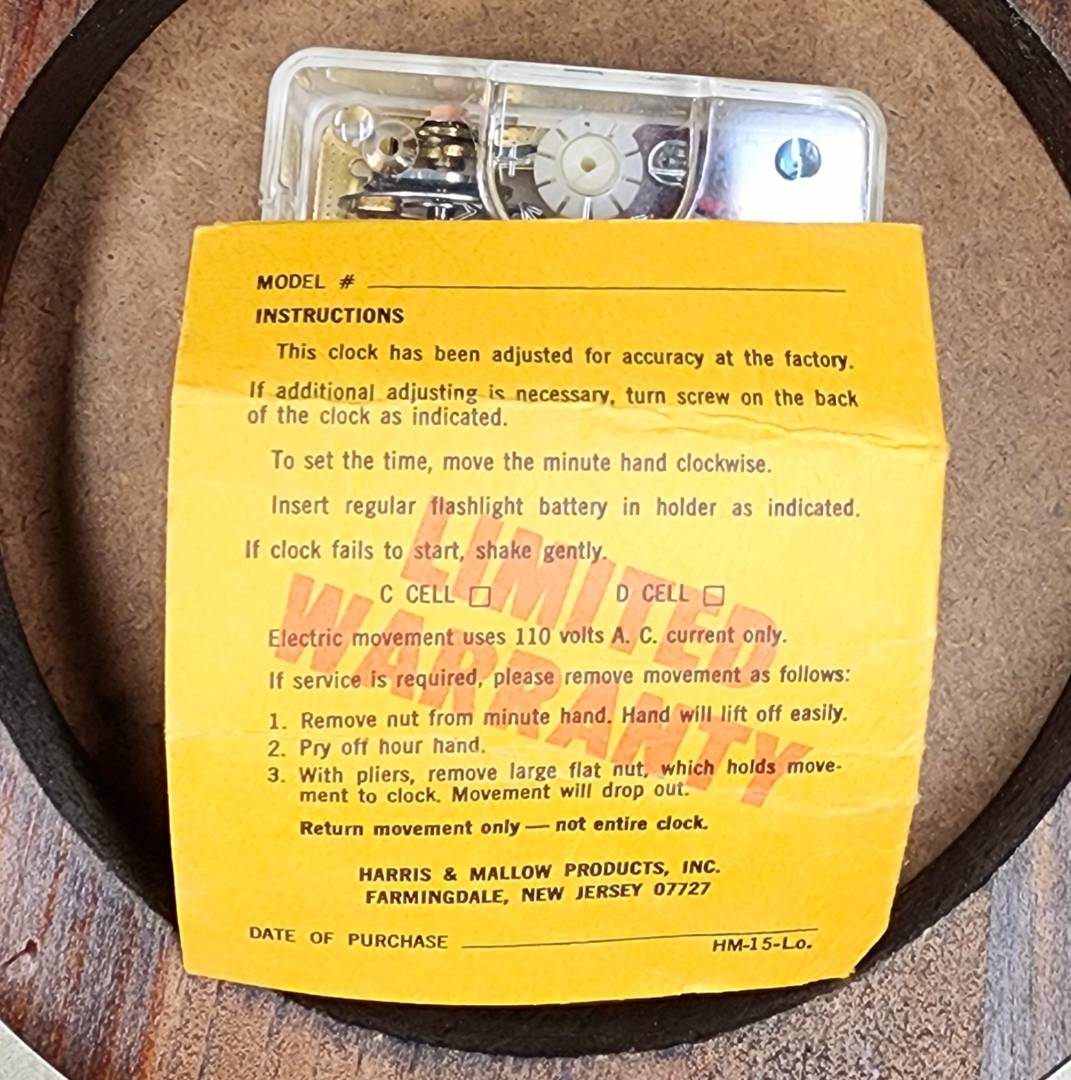 MODEL #
INSTRUCTIONS
This clock has been adjusted for accuracy at the factory.
If additional adjusting is necessary, turn screw on the back
of the clock as indicated.
To set the time, move the minute hand clockwise.
Insert regular flashlight battery in holder as indicated.
If clock fails to start, shake gently.
C CELL □ D CELL □
Electric movement uses 110 volts A. C. current only.
If service is required, please remove movement as follows:
1. Remove nut from minute hand. Hand will lift off easily.
2. Pry off hour hand.
3. With pliers, remove large flat nut, which holds move-
ment to clock. Movement will drop out.
Return movement only — not entire clock.
HARRIS & MALLOW PRODUCTS, INC.
FARMINGDALE, NEW JERSEY 07727
DATE OF PURCHASE
HM-15-Lo.
LIMITED
WARRANTY